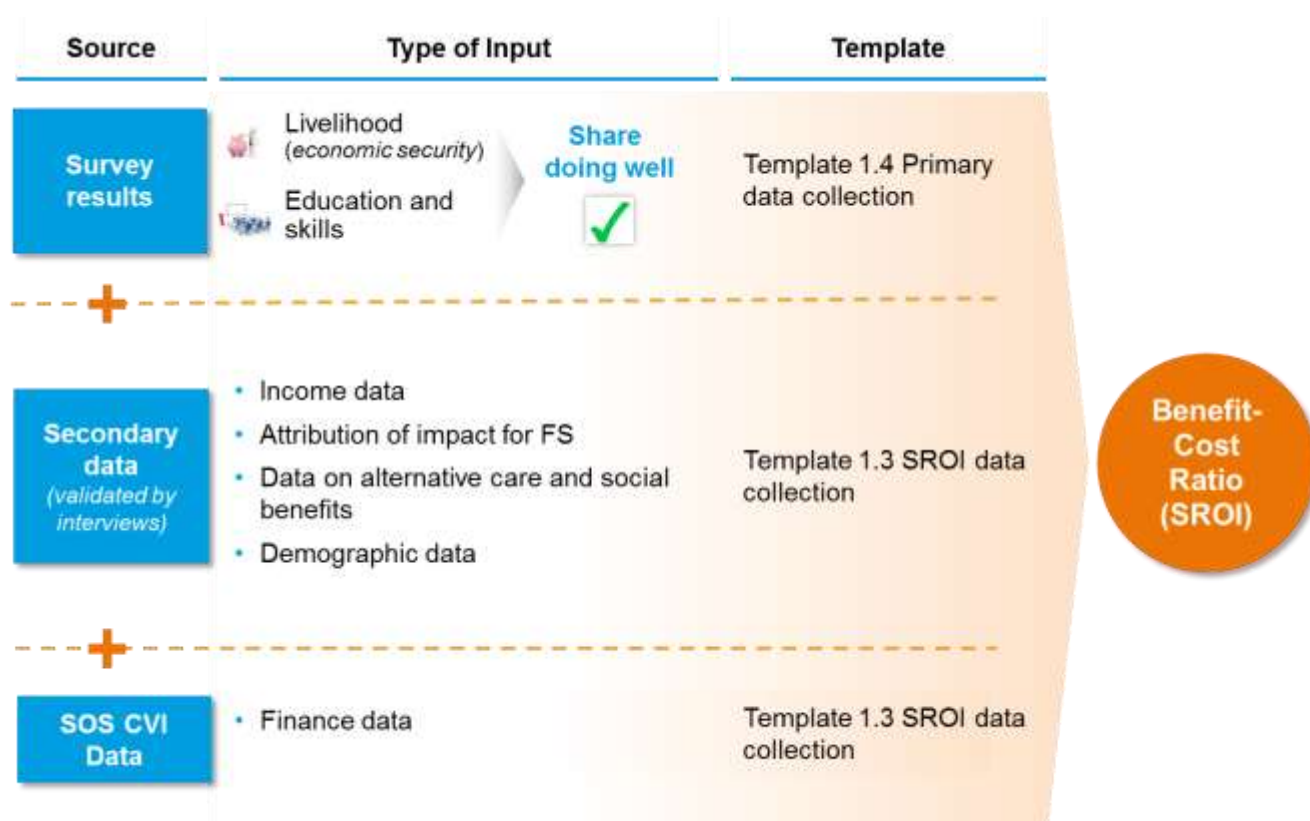 Source
Type of Input
Template
Survey
results
Livelihood
(economic security)
Education and
skills
Share
doing well
Template 1.4 Primary
data collection
Secondary
data
(validated by
interviews)
• Income data
• Attribution of impact for FS
• Data on alternative care and social
benefits
• Demographic data
Template 1.3 SROI data
collection
SOS CVI
Data
• Finance data
Template 1.3 SROI data
collection
Benefit-
Cost
Ratio
(SROI)